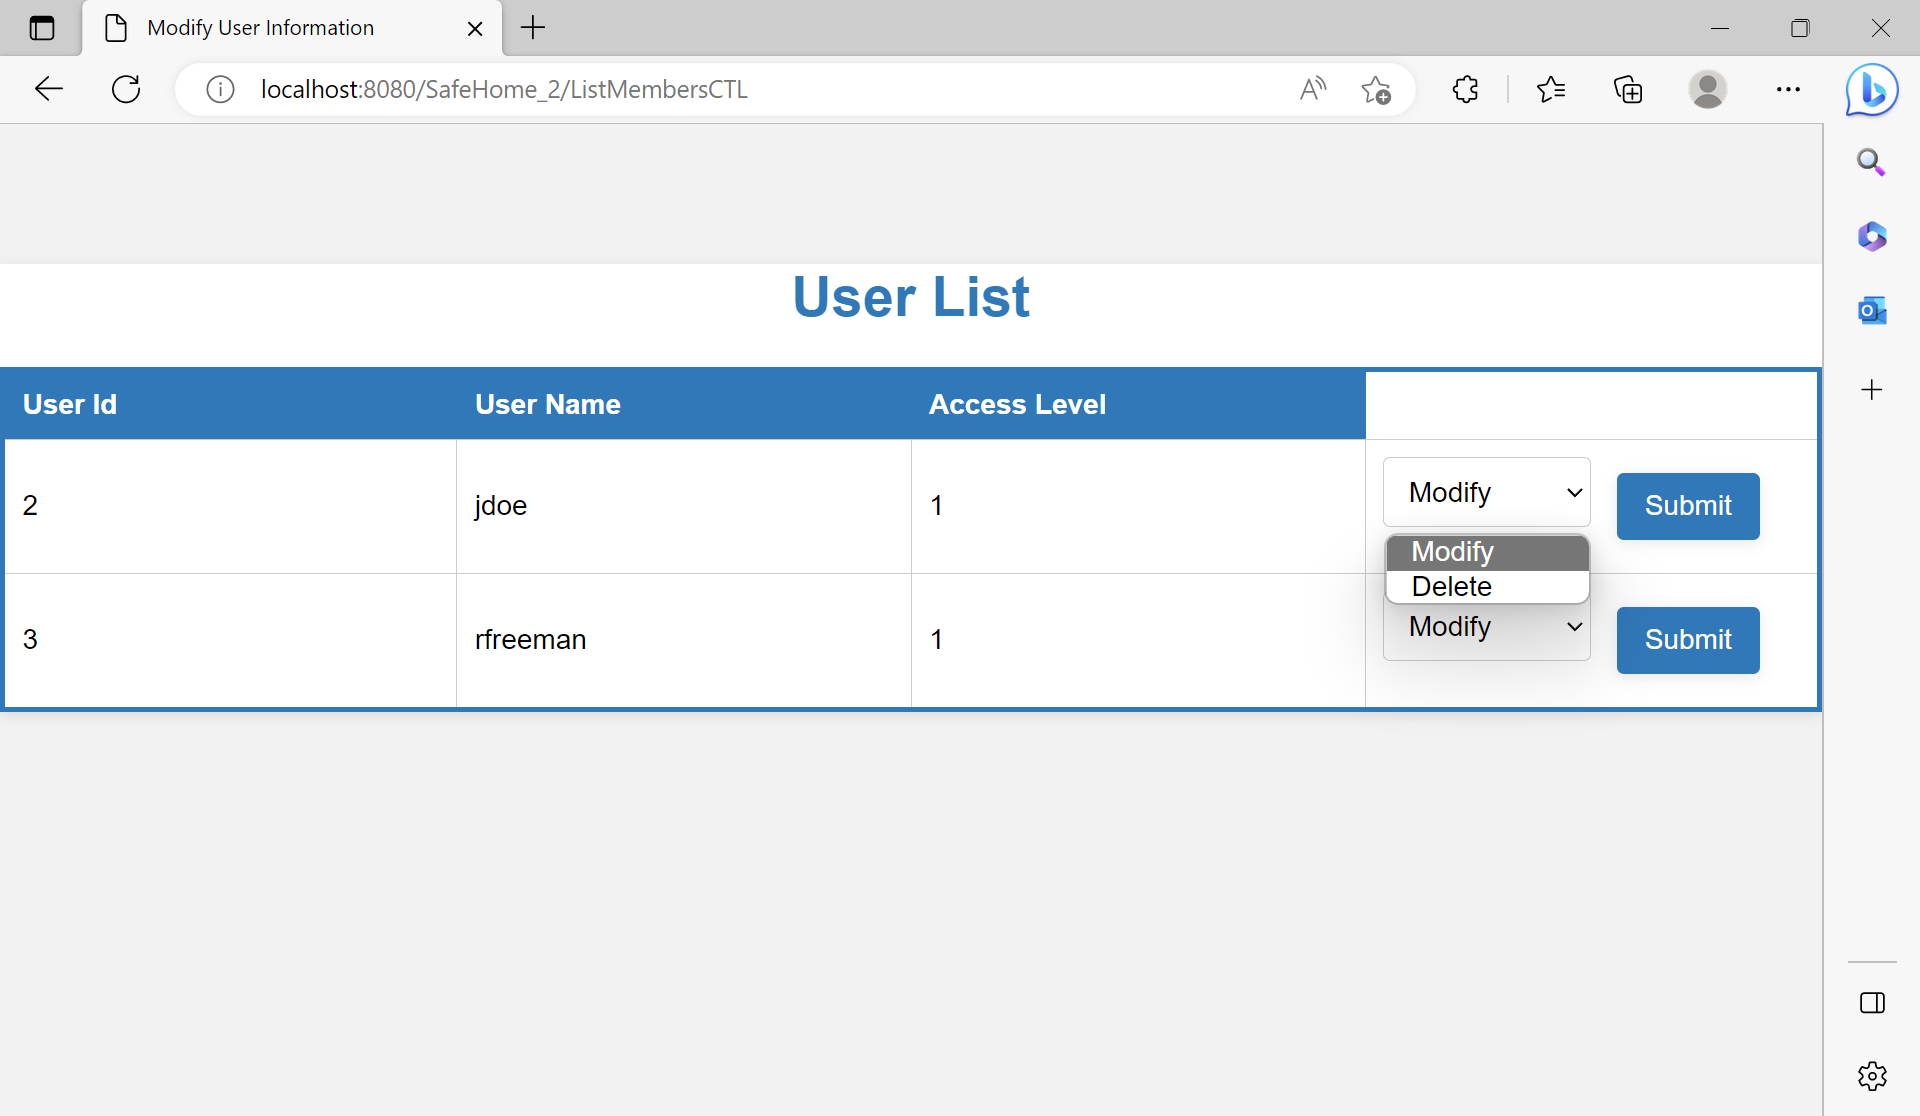 Modify User Information
localhost:8080/SafeHome_2/ListMembersCTL
User List
User Id User Name Access Level
2 jdoe 1 Modify Submit
Modify
Delete
3 rfreeman 1 Modify Submit